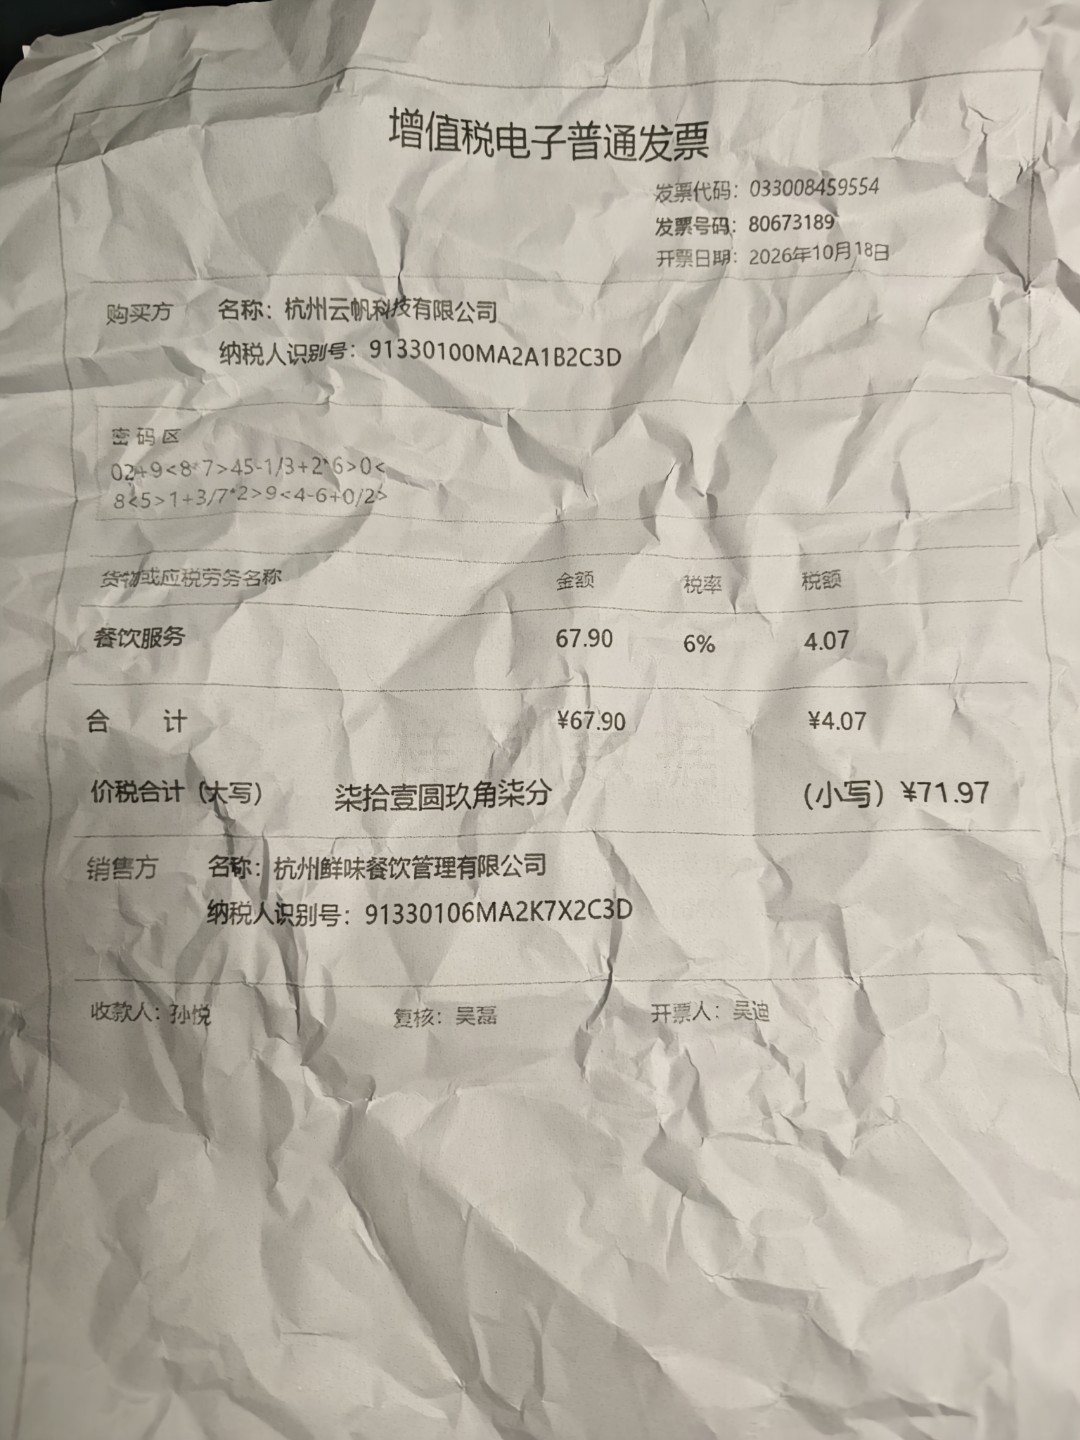 增值税电子普通发票
发票代码：033008459554
发票号码：80673189
开票日期：2026年10月18日
购买方 名称：杭州云帆科技有限公司
纳税人识别号：91330100MA2A1B2C3D
密码区
02+9<8*7>45-1/3+2*6>0<
8<5>1+3/7*2>9<4-6+0/2>
货物或应税劳务名称 金额 税率 税额
餐饮服务 67.90 6% 4.07
合 计 ¥67.90 ¥4.07
价税合计（大写） 柒拾壹圆玖角柒分 （小写）¥71.97
销售方 名称：杭州鲜味餐饮管理有限公司
纳税人识别号：91330106MA2K7X2C3D
收款人：孙悦 复核：吴磊 开票人：吴迪